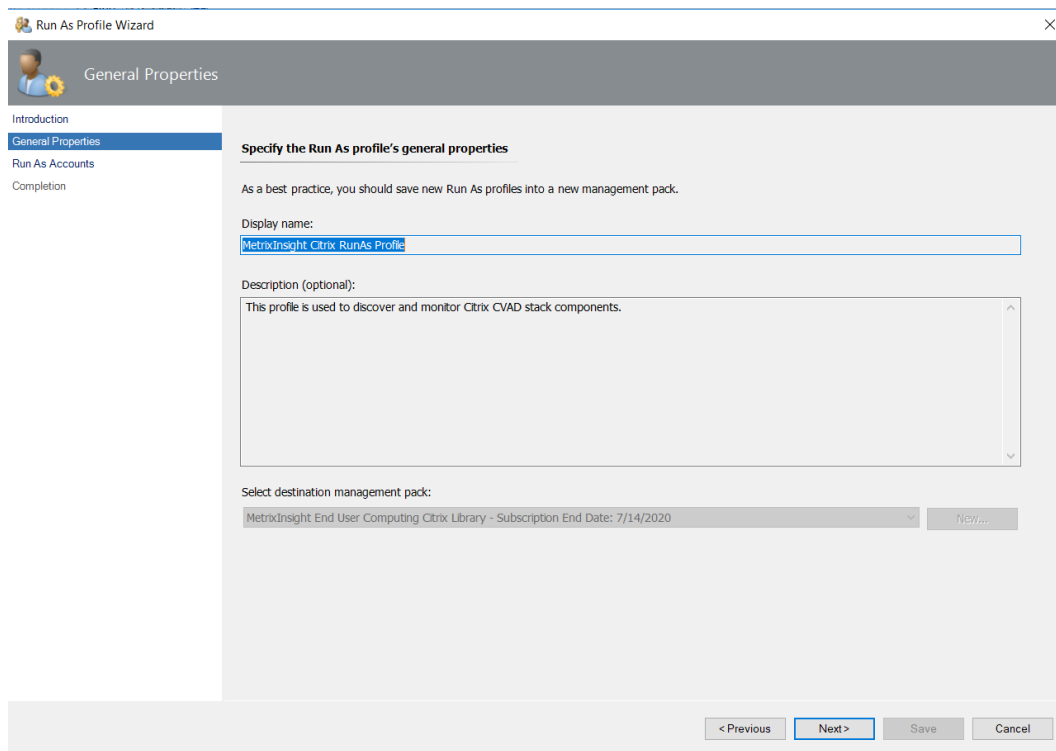 Run As Profile Wizard
General Properties
Introduction
General Properties
Run As Accounts
Completion
Specify the Run As profile's general properties
As a best practice, you should save new Run As profiles into a new management pack.
Display name:
MetrixInsight Citrix RunAs Profile
Description (optional):
This profile is used to discover and monitor Citrix CVAD stack components.
Select destination management pack:
MetrixInsight End User Computing Citrix Library - Subscription End Date: 7/14/2020
New...
< Previous
Next >
Save
Cancel